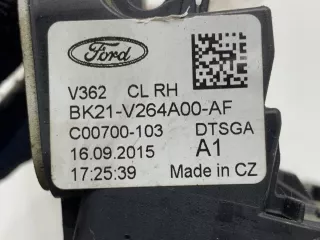 Ford
V362 CL RH
BK21-V264A00-AF
C00700-103 DTSGA
16.09.2015 A1
17:25:39 Made in CZ